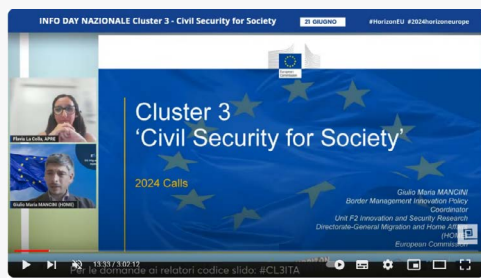 INFO DAY NAZIONALE Cluster 3 - Civil Security for Society
21 GIUGNO
#HorizonEU #2024horizoneurope
European
Commission
Flavia La Colla, APRE
Giulio Maria MANCINI (HOME)
Cluster 3
'Civil Security for Society'
2024 Calls
Giulio Maria MANCINI
Border Management Innovation Policy
Coordinator
Unit F2 Innovation and Security Research
Directorate-General Migration and Home
(HOME)
European Commission
13:33 / 3:02:12
Per le domande ai relatori codice slido: #CL3ITA